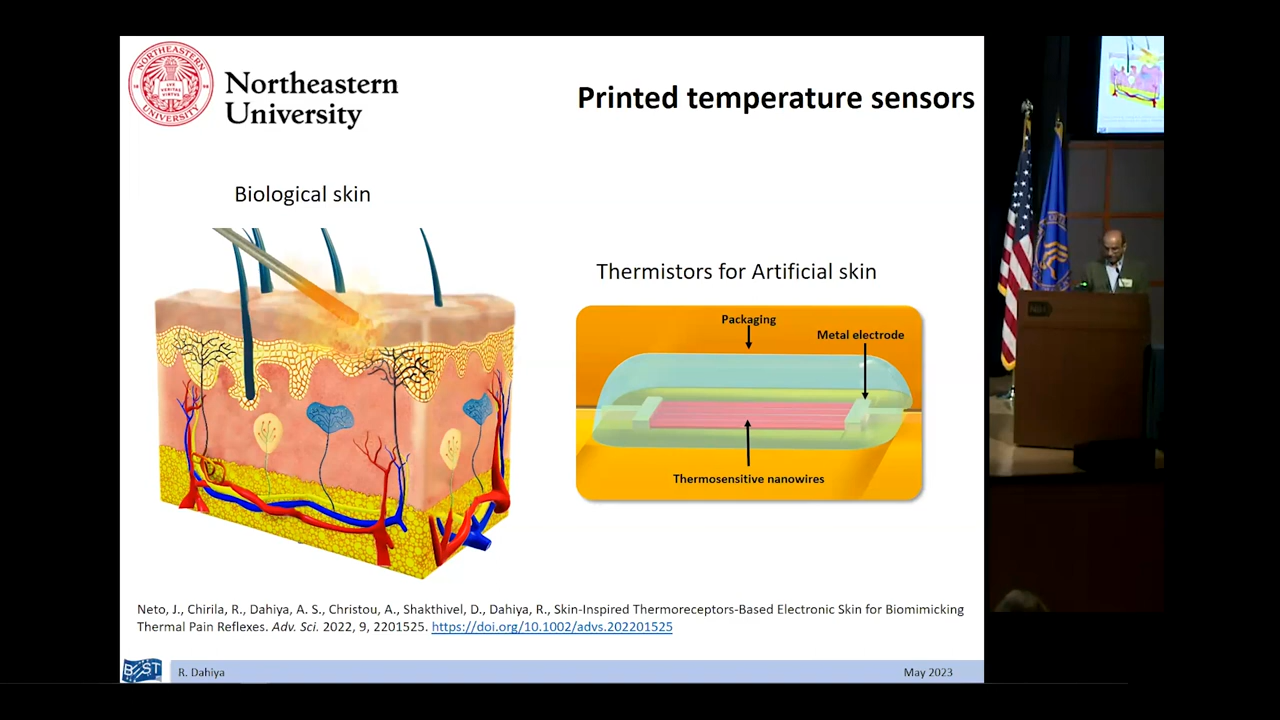 Northeastern
University
Printed temperature sensors
Biological skin
Thermistors for Artificial skin
Packaging
Metal electrode
Thermosensitive nanowires
Neto, J., Chirila, R., Dahiya, A. S., Christou, A., Shakthivel, D., Dahiya, R., Skin-Inspired Thermoreceptors-Based Electronic Skin for Biomimicking
Thermal Pain Reflexes. Adv. Sci. 2022, 9, 2201525. https://doi.org/10.1002/advs.202201525
R. Dahiya
May 2023